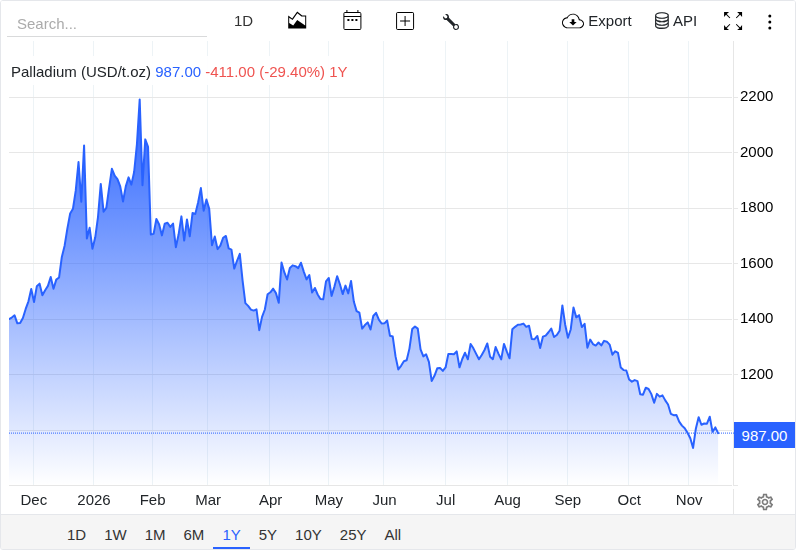 Search... 1D Export API
Palladium (USD/t.oz) 987.00 -411.00 (-29.40%) 1Y
2200
2000
1800
1600
1400
1200
987.00
Dec 2026 Feb Mar Apr May Jun Jul Aug Sep Oct Nov
1D 1W 1M 6M 1Y 5Y 10Y 25Y All